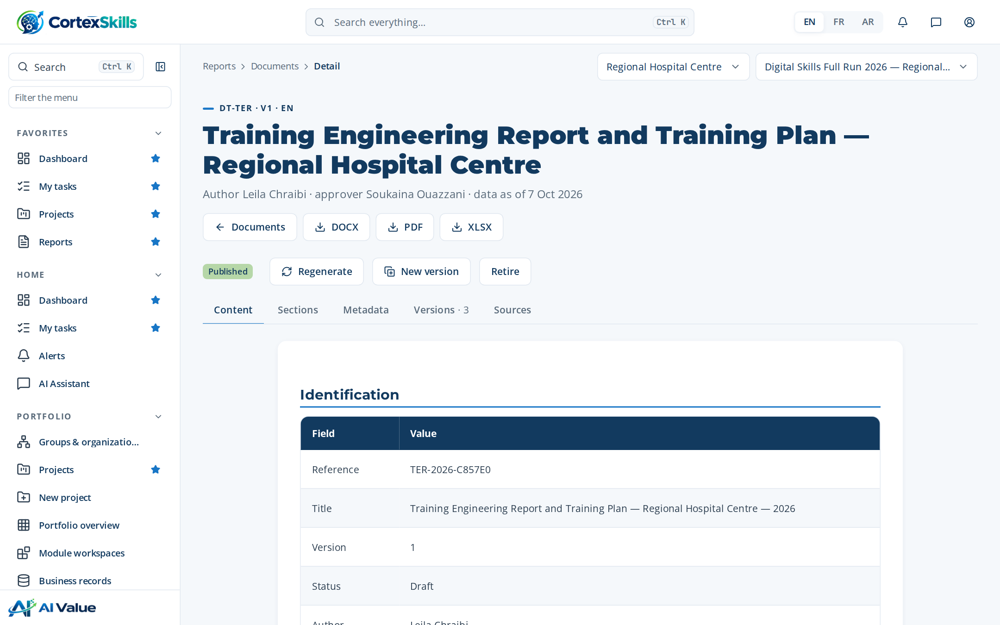 CortexSkills
Search everything...
Ctrl K
EN
FR
AR
Search
Ctrl K
Filter the menu
FAVORITES
Dashboard
My tasks
Projects
Reports
HOME
Dashboard
My tasks
Alerts
AI Assistant
PORTFOLIO
Groups & organizatio...
Projects
New project
Portfolio overview
Module workspaces
Business records
AI Value
Reports > Documents > Detail
Regional Hospital Centre
Digital Skills Full Run 2026 — Regional...
DT-TER · V1 · EN
Training Engineering Report and Training Plan —
Regional Hospital Centre
Author Leila Chraibi · approver Soukaina Ouazzani · data as of 7 Oct 2026
Documents
DOCX
PDF
XLSX
Published
Regenerate
New version
Retire
Content
Sections
Metadata
Versions · 3
Sources
Identification
Field Value
Reference TER-2026-C857E0
Title Training Engineering Report and Training Plan — Regional Hospital Centre — 2026
Version 1
Status Draft
Author Leila Chraibi